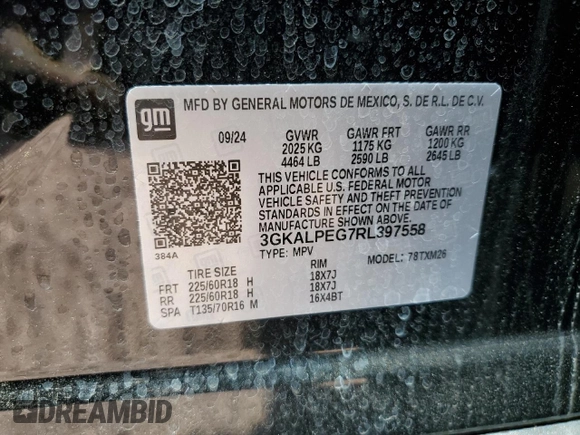 gm
MFD BY GENERAL MOTORS DE MEXICO, S. DE R.L. DE C.V.
09/24 GVWR GAWR FRT GAWR RR
2025 KG 1175 KG 1200 KG
4464 LB 2590 LB 2645 LB
THIS VEHICLE CONFORMS TO ALL
APPLICABLE U.S. FEDERAL MOTOR
VEHICLE SAFETY AND THEFT PREVENTION
STANDARDS IN EFFECT ON THE DATE OF
MANUFACTURE SHOWN ABOVE.
384A
3GKALPEG7RL397558
TYPE: MPV MODEL: 78TXM26
TIRE SIZE RIM
FRT 225/60R18 H 18X7J
RR 225/60R18 H 18X7J
SPA T135/70R16 M 16X4BT
DREAMBID